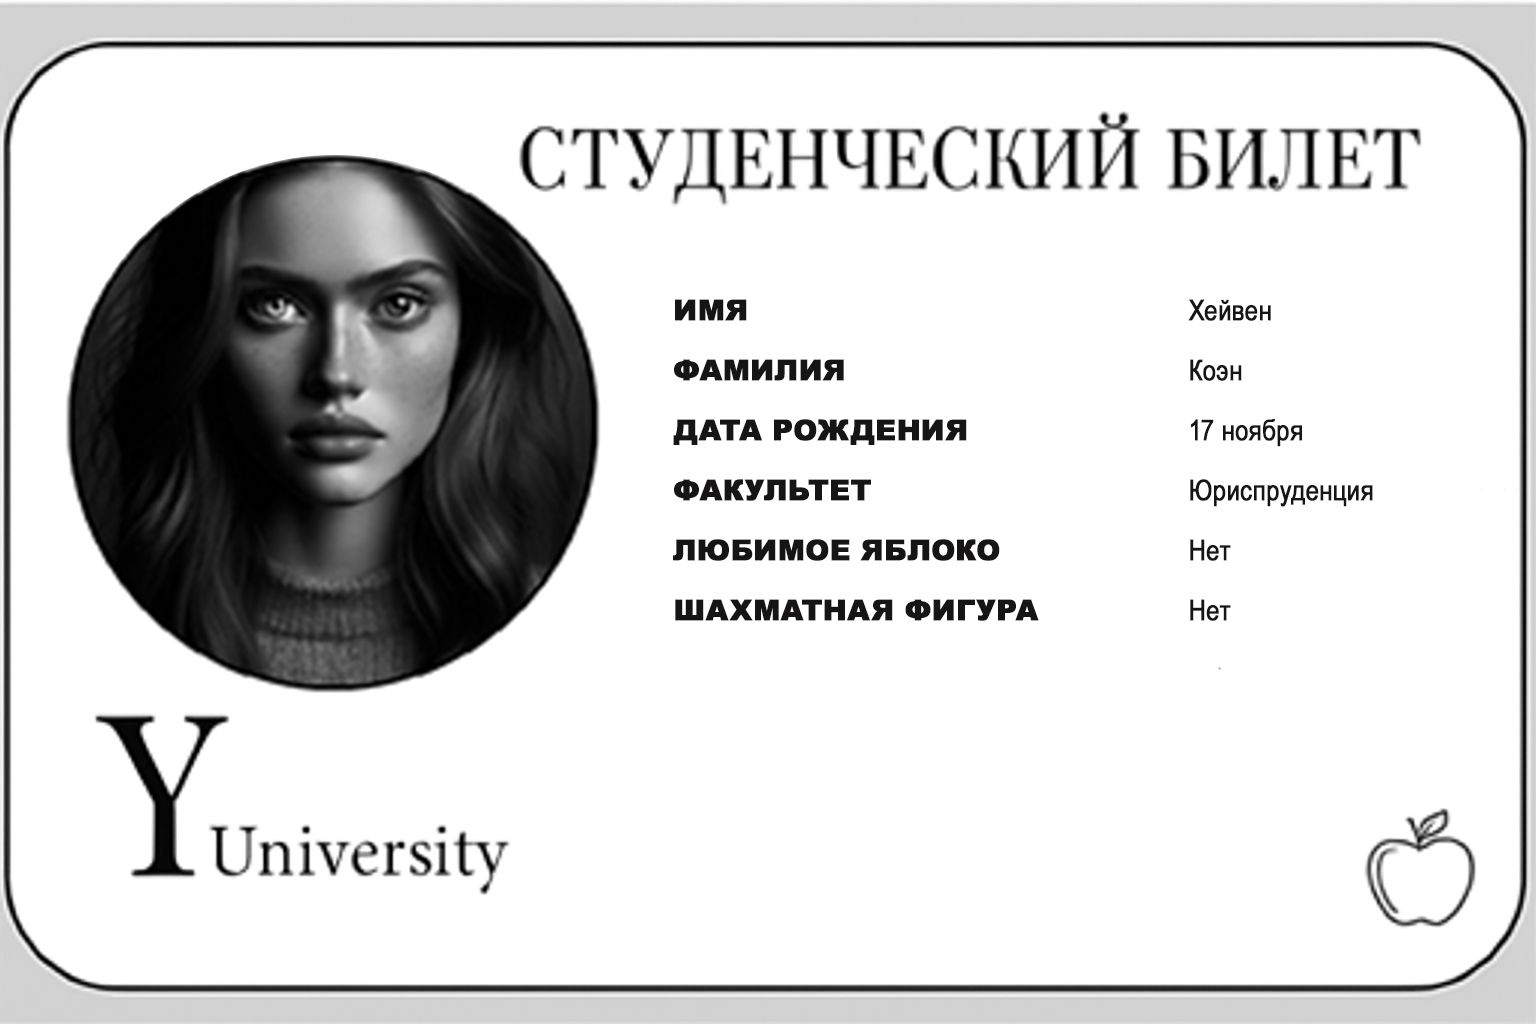 СТУДЕНЧЕСКИЙ БИЛЕТ
ИМЯ Хейвен
ФАМИЛИЯ Коэн
ДАТА РОЖДЕНИЯ 17 ноября
ФАКУЛЬТЕТ Юриспруденция
ЛЮБИМОЕ ЯБЛОКО Нет
ШАХМАТНАЯ ФИГУРА Нет
Y University